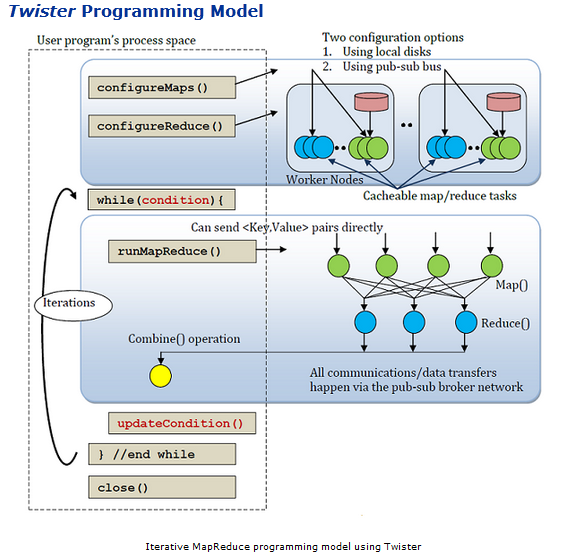 Twister Programming Model
User program's process space
Two configuration options
1. Using local disks
2. Using pub-sub bus
configureMaps()
configureReduce()
Worker Nodes
Cacheable map/reduce tasks
while(condition){
Can send <Key,Value> pairs directly
runMapReduce()
Map()
Iterations
Reduce()
Combine() operation
All communications/data transfers
happen via the pub-sub broker network
updateCondition()
} //end while
close()
Iterative MapReduce programming model using Twister